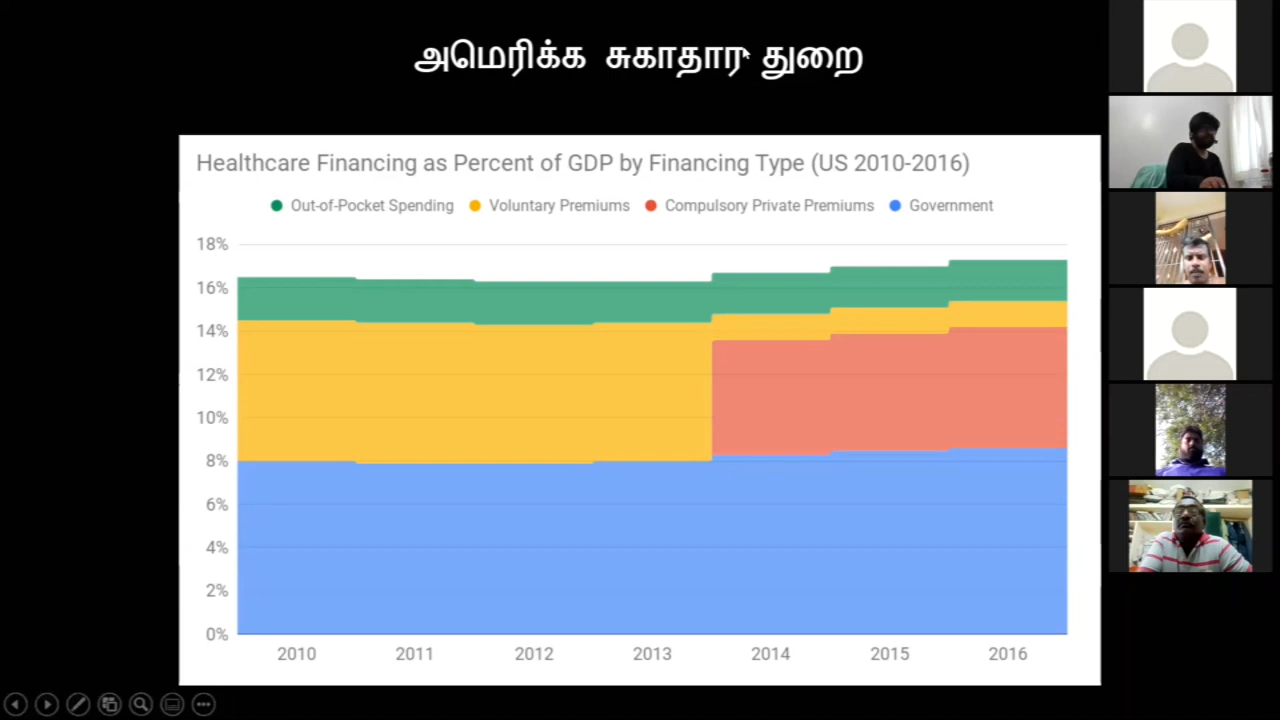 அமெரிக்க சுகாதார துறை
Healthcare Financing as Percent of GDP by Financing Type (US 2010-2016)
Out-of-Pocket Spending Voluntary Premiums Compulsory Private Premiums Government
18%
16%
14%
12%
10%
8%
6%
4%
2%
0%
2010 2011 2012 2013 2014 2015 2016